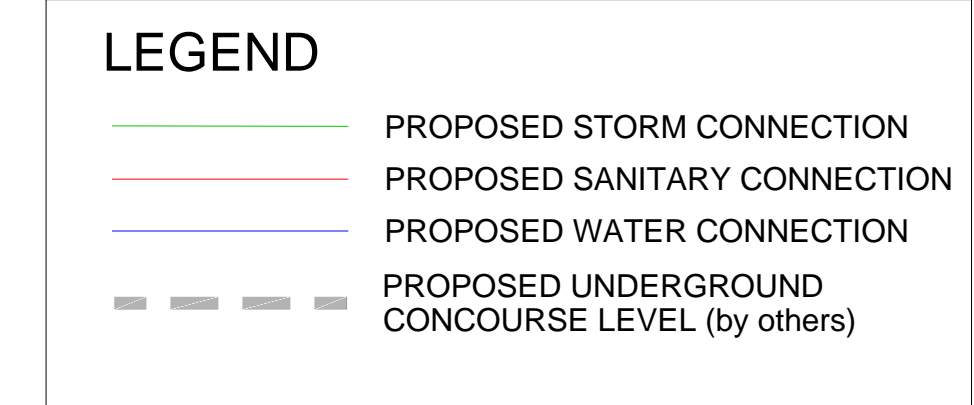 LEGEND
PROPOSED STORM CONNECTION
PROPOSED SANITARY CONNECTION
PROPOSED WATER CONNECTION
PROPOSED UNDERGROUND
CONCOURSE LEVEL (by others)